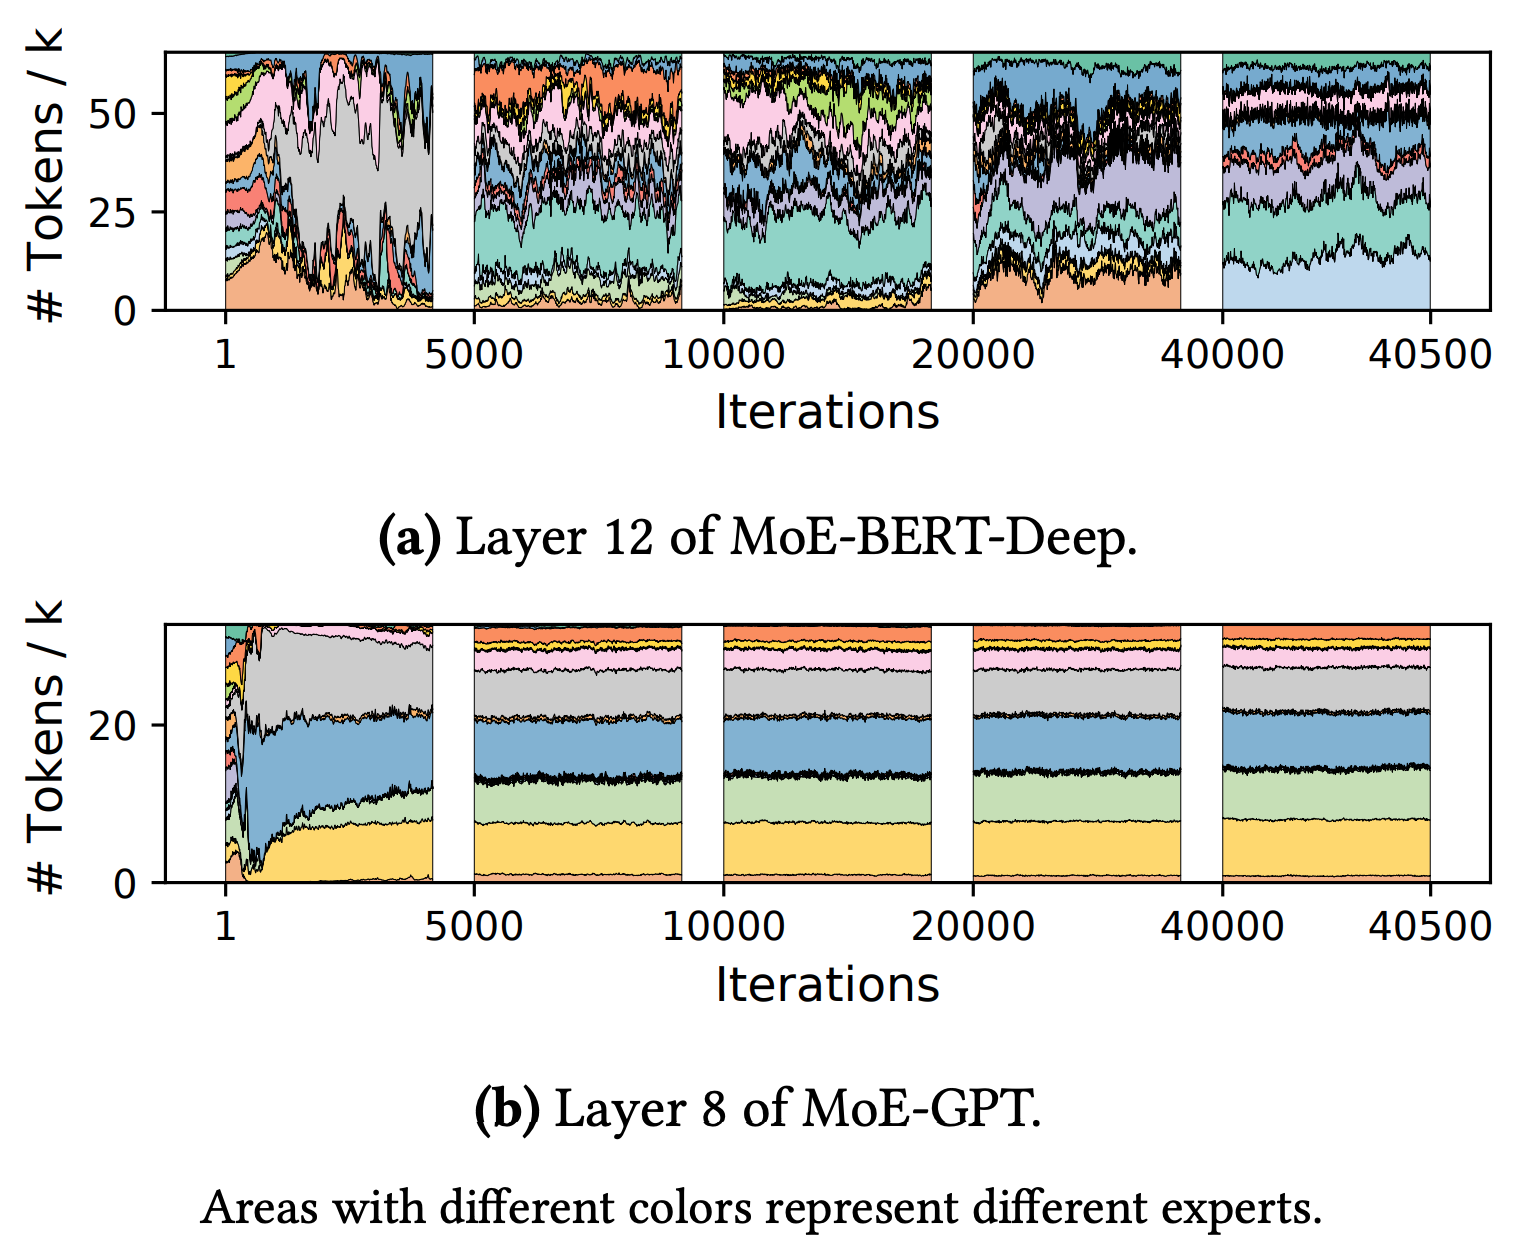 # Tokens / k
50
25
0
1 5000 10000 20000 40000 40500
Iterations
(a) Layer 12 of MoE-BERT-Deep.
# Tokens / k
20
0
1 5000 10000 20000 40000 40500
Iterations
(b) Layer 8 of MoE-GPT.
Areas with different colors represent different experts.